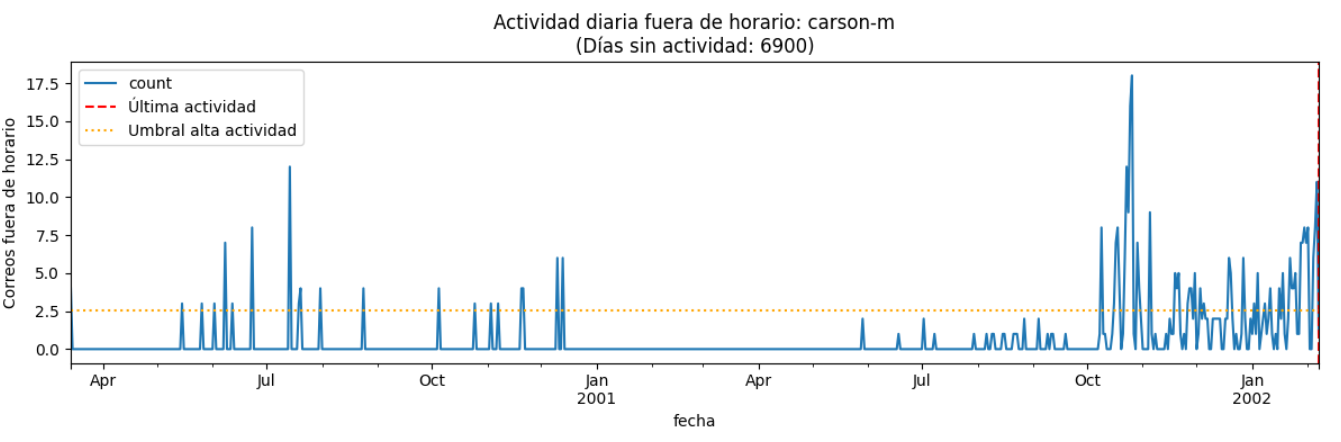 Actividad diaria fuera de horario: carson-m
(Días sin actividad: 6900)
count
Última actividad
Umbral alta actividad
Correos fuera de horario
17.5
15.0
12.5
10.0
7.5
5.0
2.5
0.0
Apr
Jul
Oct
Jan
2001
Apr
Jul
Oct
Jan
2002
fecha